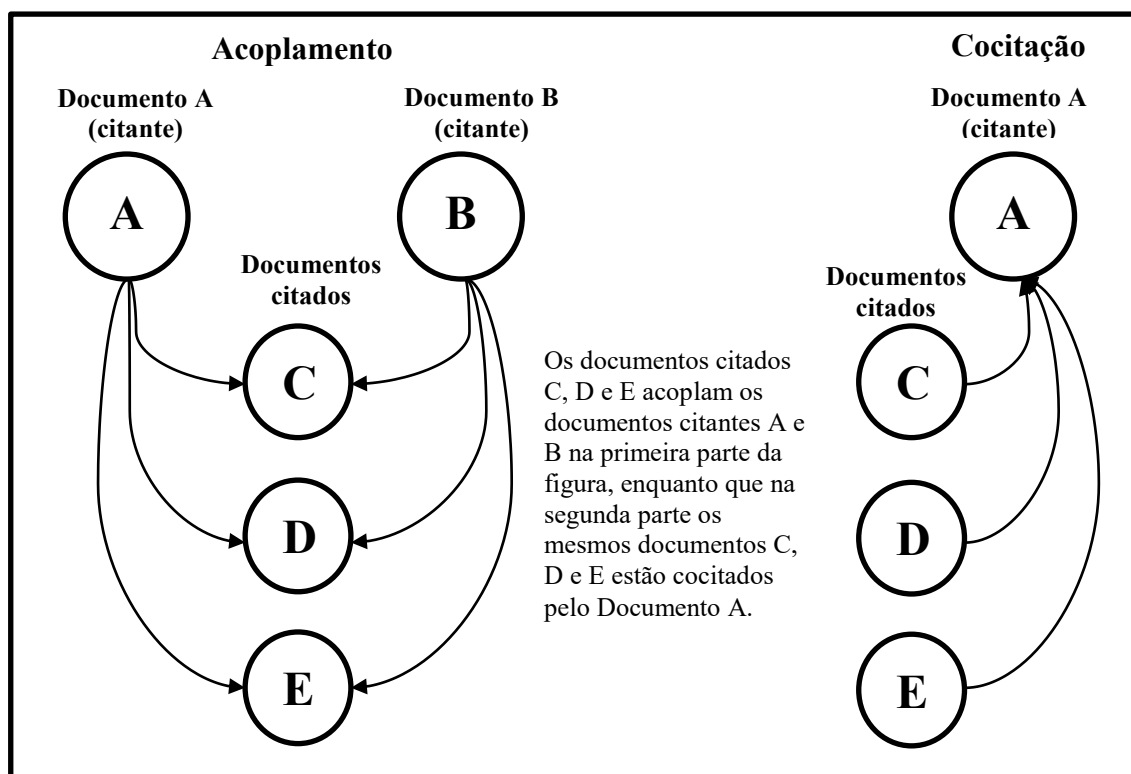 Acoplamento
Documento A
(citante)
Documento B
(citante)
A
B
Documentos
citados
C
D
E
Os documentos citados
C, D e E acoplam os
documentos citantes A e
B na primeira parte da
figura, enquanto que na
segunda parte os
mesmos documentos C,
D e E estão cocitados
pelo Documento A.
Cocitação
Documento A
(citante)
A
Documentos
citados
C
D
E